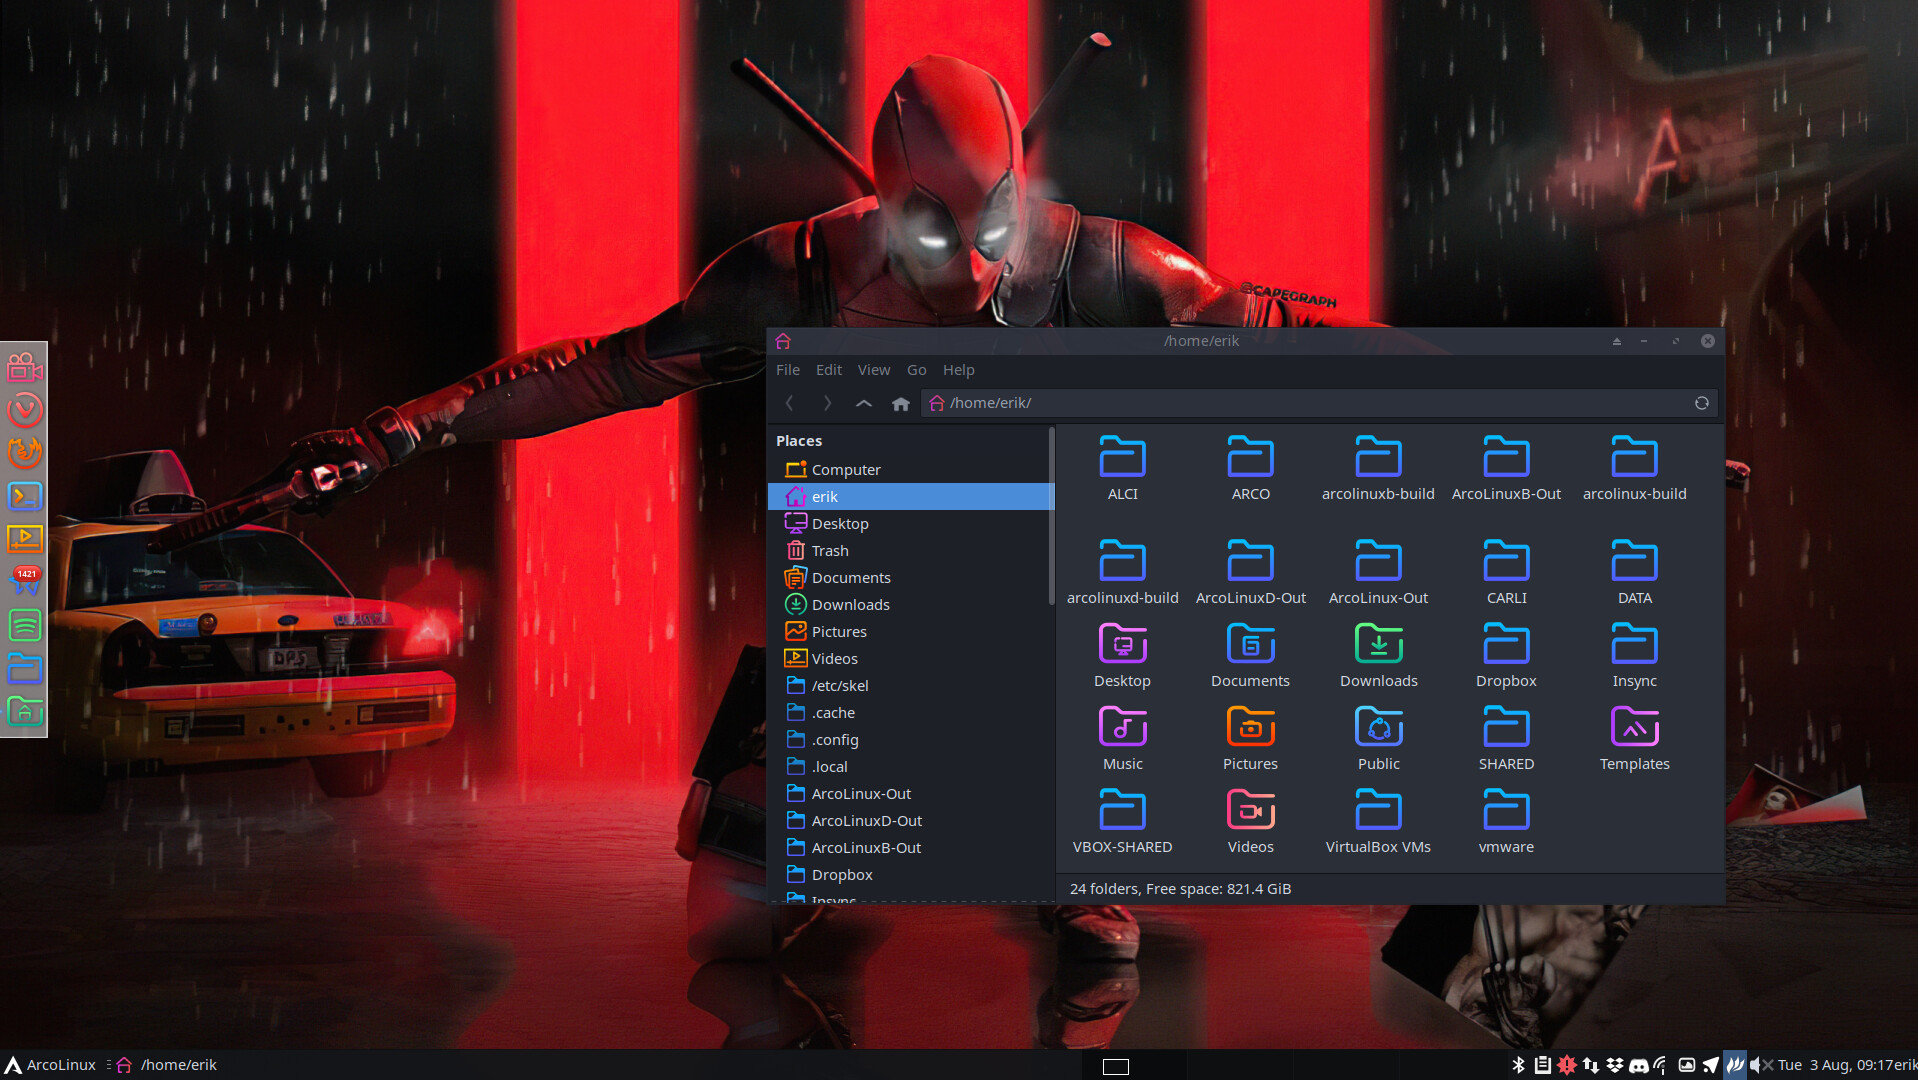 A
@CAPEGRAPH
/home/erik
File Edit View Go Help
/home/erik/
Places
Computer
erik
Desktop
Trash
Documents
Downloads
Pictures
Videos
/etc/skel
.cache
.config
.local
ArcoLinux-Out
ArcoLinuxD-Out
ArcoLinuxB-Out
Dropbox
Insync
ALCI ARCO arcolinuxb-build ArcoLinuxB-Out arcolinux-build
arcolinuxd-build ArcoLinuxD-Out ArcoLinux-Out CARLI DATA
Desktop Documents Downloads Dropbox Insync
Music Pictures Public SHARED Templates
VBOX-SHARED Videos VirtualBox VMs vmware
24 folders, Free space: 821.4 GiB
1421
DP5
ArcoLinux /home/erik Tue 3 Aug, 09:17 erik